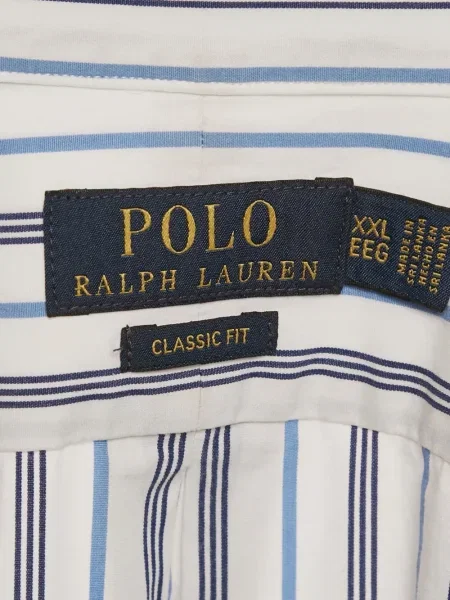 POLO
RALPH LAUREN
XXL
EEG
MADE IN
SRI LANKA
HECHO EN
SRI LANKA
CLASSIC FIT